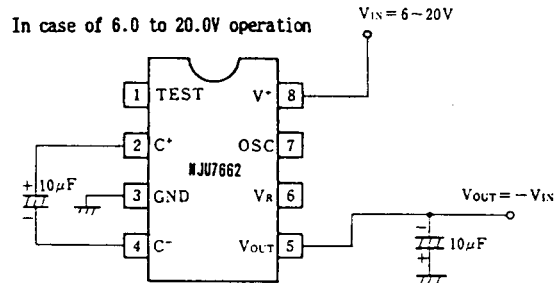 In case of 6.0 to 20.0V operation
VIN=6~20V
1 TEST V+ 8
2 C+ OSC 7
NJU7662
+ 10μF -
3 GND VR 6
4 C- VOUT 5
VOUT=-VIN
- 10μF +